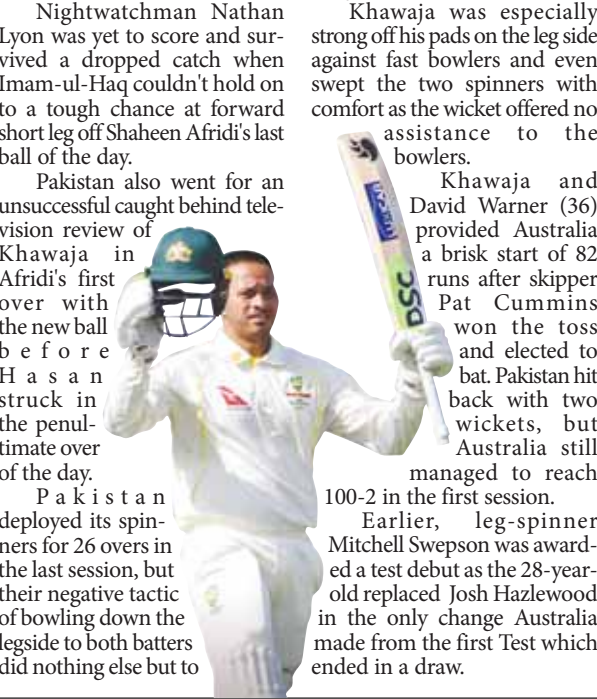 Nightwatchman Nathan
Lyon was yet to score and sur-
vived a dropped catch when
Imam-ul-Haq couldn't hold on
to a tough chance at forward
short leg off Shaheen Afridi's last
ball of the day.
Pakistan also went for an
unsuccessful caught behind tele-
vision review of
Khawaja in
Afridi's first
over with
the new ball
before
Hasan
struck in
the penul-
timate over
of the day.
Pakistan
deployed its spin-
ners for 26 overs in
the last session, but
their negative tactic
of bowling down the
legside to both batters
did nothing else but to
Khawaja was especially
strong off his pads on the leg side
against fast bowlers and even
swept the two spinners with
comfort as the wicket offered no
assistance to the
bowlers.
Khawaja and
David Warner (36)
provided Australia
a brisk start of 82
runs after skipper
Pat Cummins
won the toss
and elected to
bat. Pakistan hit
back with two
wickets, but
Australia still
managed to reach
100-2 in the first session.
Earlier, leg-spinner
Mitchell Swepson was award-
ed a test debut as the 28-year-
old replaced Josh Hazlewood
in the only change Australia
made from the first Test which
ended in a draw.
DSC